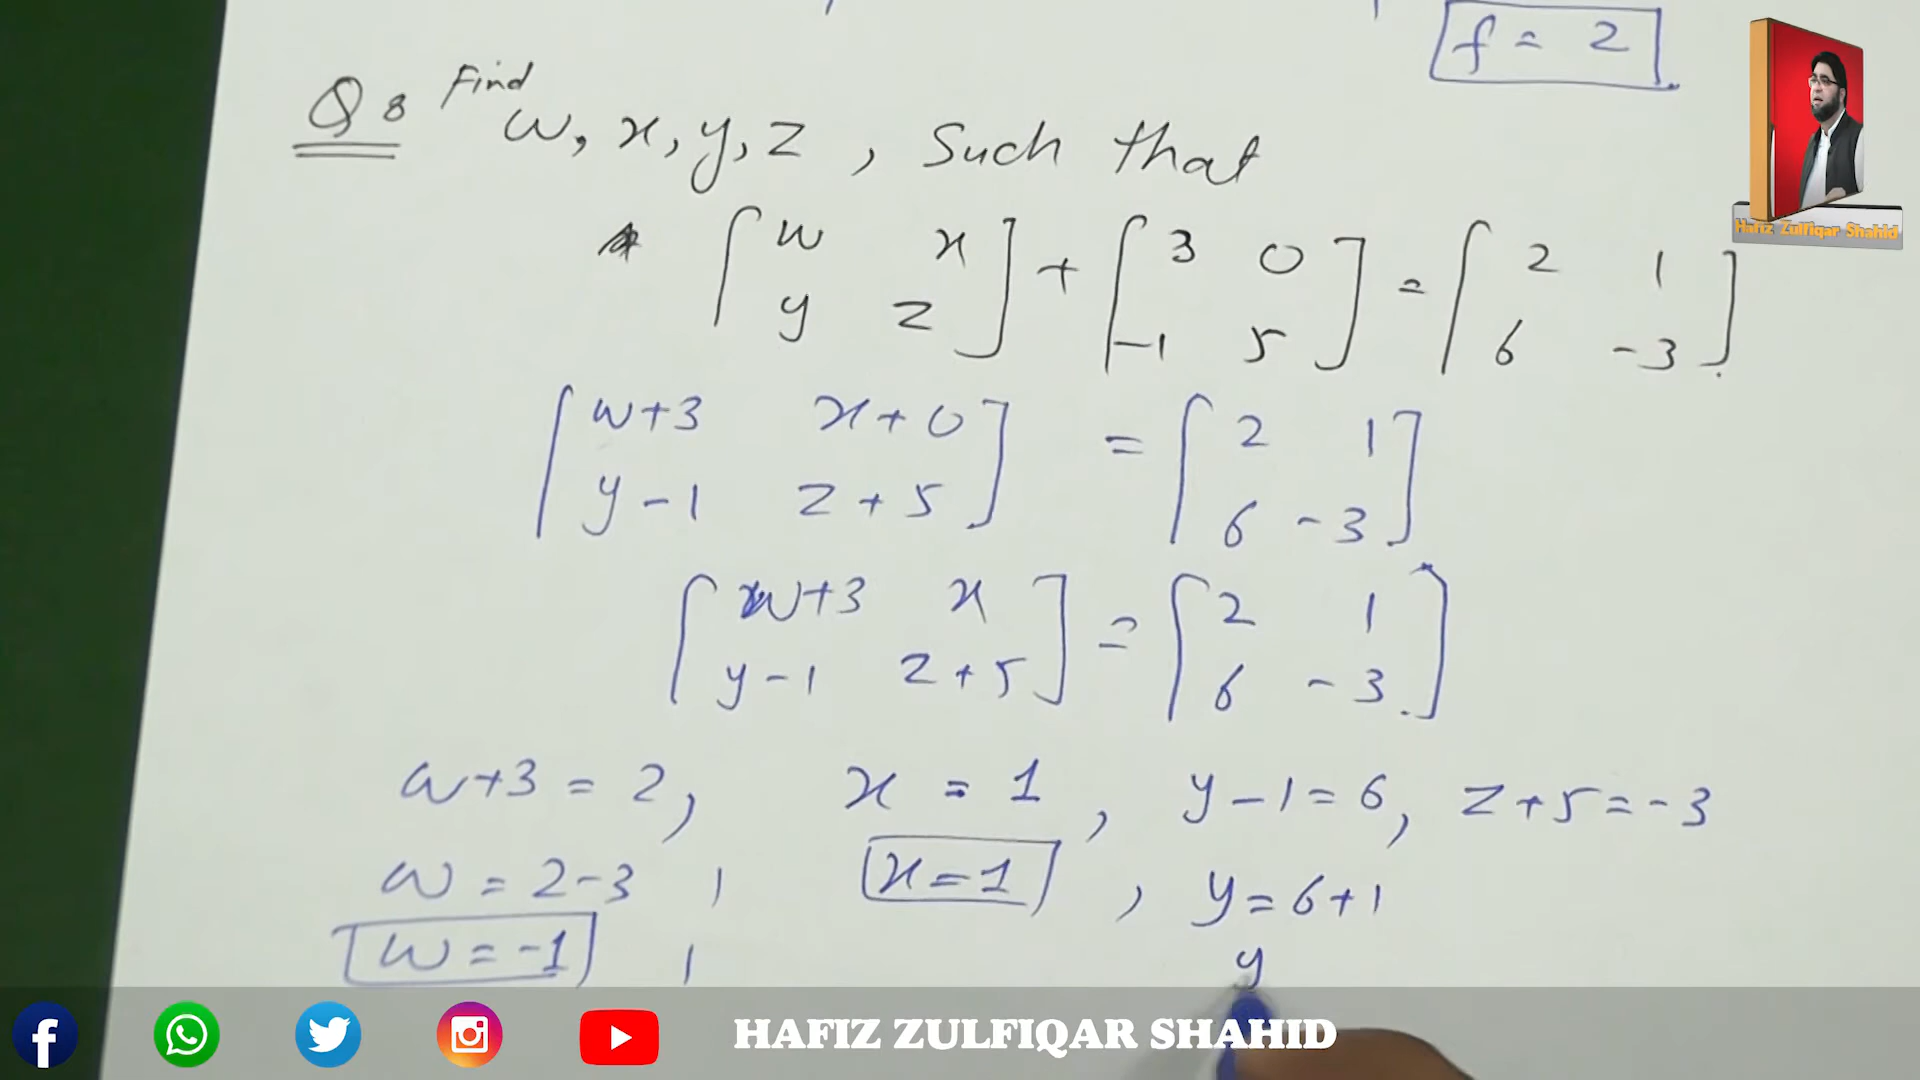 f = 2
Q 8 Find w, x, y, z, Such that
[w x
y z] + [3 0
-1 5] = [2 1
6 -3]
[w+3 x+0
y-1 z+5] = [2 1
6 -3]
[w+3 x
y-1 z+5] = [2 1
6 -3]
w+3 = 2, x = 1, y-1=6, z+5=-3
w = 2-3, x=1, y=6+1
w=-1, y
Hafiz Zulfiqar Shahid
HAFIZ ZULFIQAR SHAHID